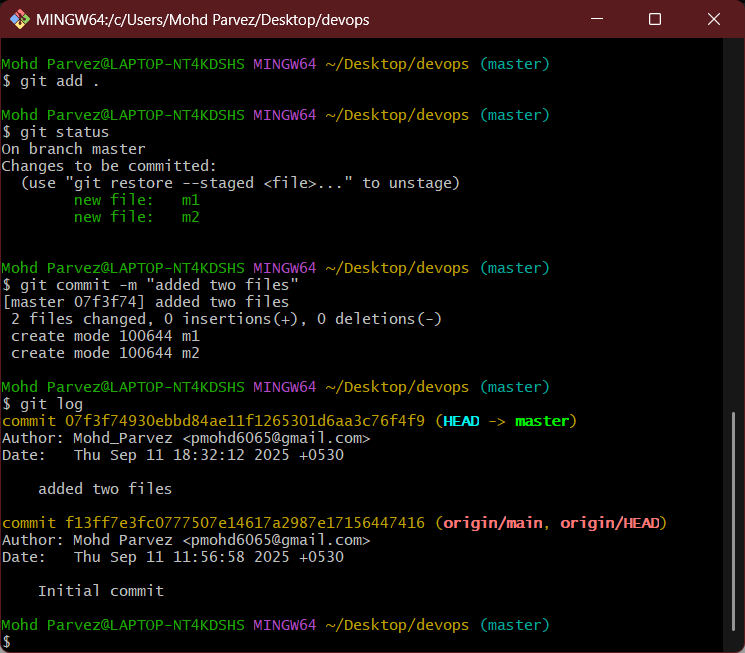 MINGW64:/c/Users/Mohd Parvez/Desktop/devops
Mohd Parvez@LAPTOP-NT4KDSHS MINGW64 ~/Desktop/devops (master)
$ git add .
Mohd Parvez@LAPTOP-NT4KDSHS MINGW64 ~/Desktop/devops (master)
$ git status
On branch master
Changes to be committed:
  (use "git restore --staged <file>..." to unstage)
        new file:   m1
        new file:   m2
Mohd Parvez@LAPTOP-NT4KDSHS MINGW64 ~/Desktop/devops (master)
$ git commit -m "added two files"
[master 07f3f74] added two files
 2 files changed, 0 insertions(+), 0 deletions(-)
 create mode 100644 m1
 create mode 100644 m2
Mohd Parvez@LAPTOP-NT4KDSHS MINGW64 ~/Desktop/devops (master)
$ git log
commit 07f3f74930ebbd84ae11f1265301d6aa3c76f4f9 (HEAD -> master)
Author: Mohd_Parvez <pmohd6065@gmail.com>
Date:   Thu Sep 11 18:32:12 2025 +0530
    added two files
commit f13ff7e3fc0777507e14617a2987e17156447416 (origin/main, origin/HEAD)
Author: Mohd Parvez <pmohd6065@gmail.com>
Date:   Thu Sep 11 11:56:58 2025 +0530
    Initial commit
Mohd Parvez@LAPTOP-NT4KDSHS MINGW64 ~/Desktop/devops (master)
$